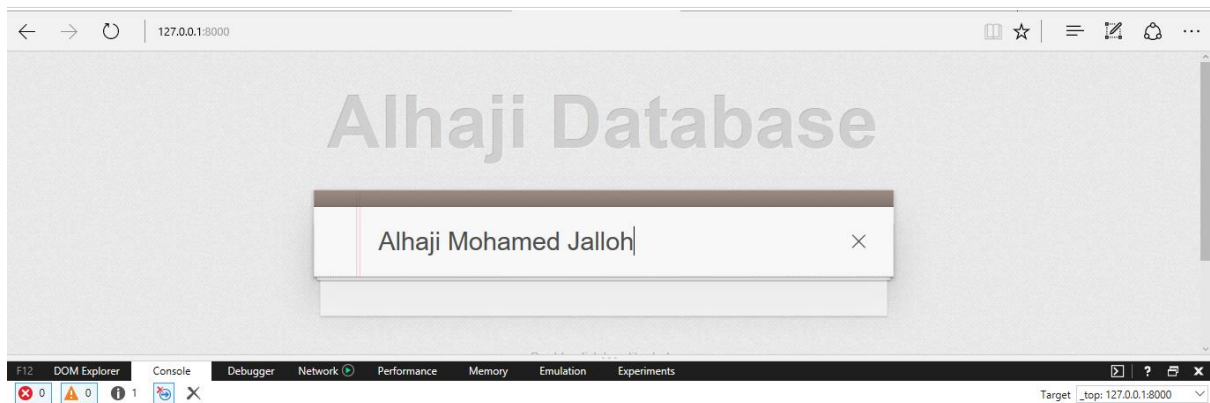 127.0.0.1:8000
Alhaji Database
Alhaji Mohamed Jalloh
F12 DOM Explorer Console Debugger Network Performance Memory Emulation Experiments ?
0 0 1 Target _top: 127.0.0.1:8000